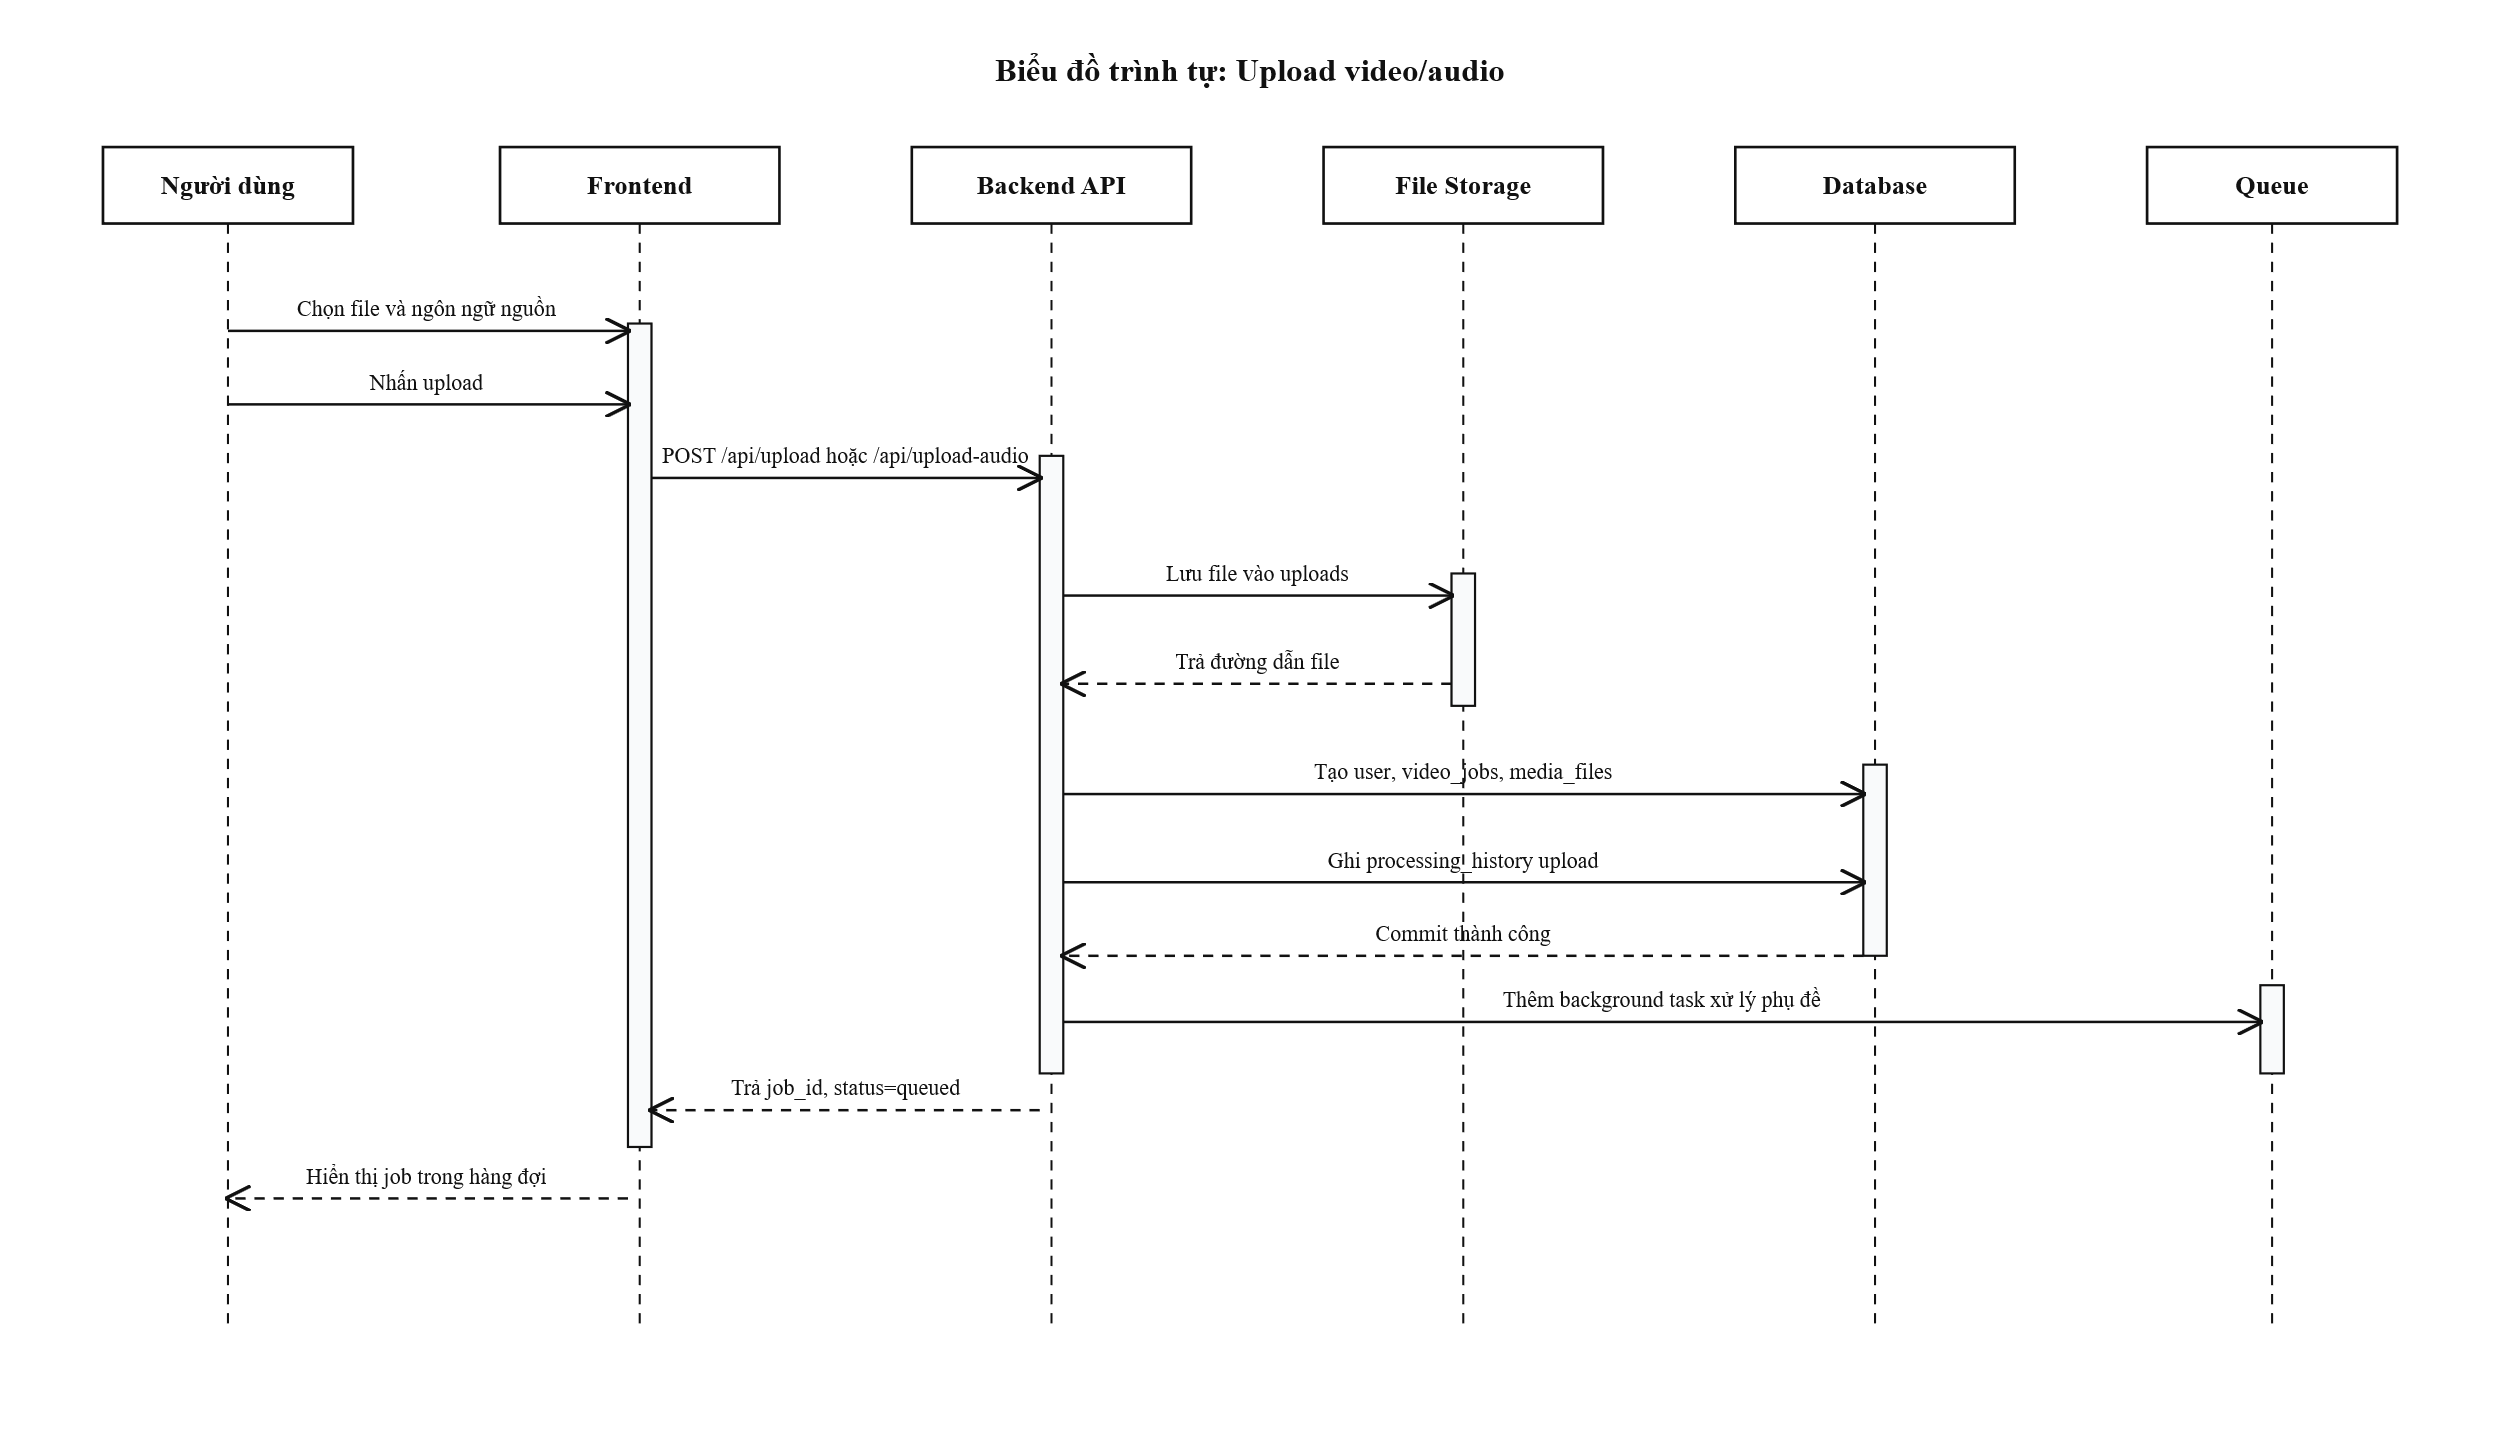 Biểu đồ trình tự: Upload video/audio
Người dùng
Frontend
Backend API
File Storage
Database
Queue
Chọn file và ngôn ngữ nguồn
Nhấn upload
POST /api/upload hoặc /api/upload-audio
Lưu file vào uploads
Trả đường dẫn file
Tạo user, video_jobs, media_files
Ghi processing_history upload
Commit thành công
Thêm background task xử lý phụ đề
Trả job_id, status=queued
Hiển thị job trong hàng đợi